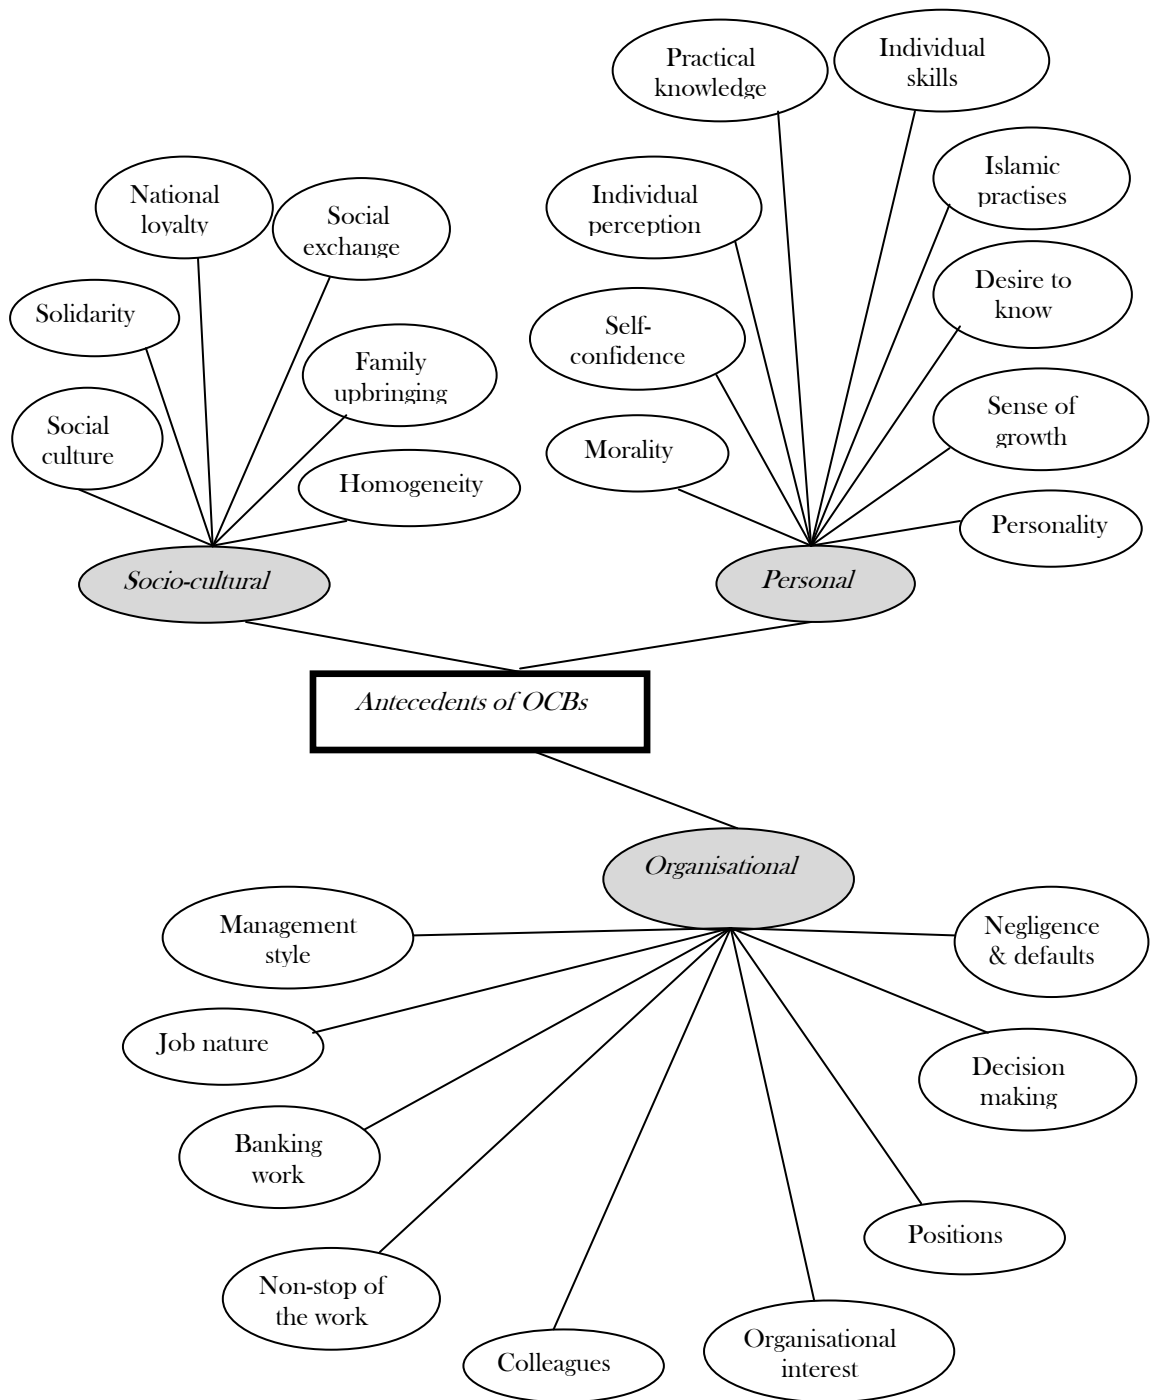 Practical
knowledge
Individual
skills
National
loyalty
Social
exchange
Individual
perception
Islamic
practises
Solidarity
Self-
confidence
Desire to
know
Family
upbringing
Social
culture
Morality
Sense of
growth
Homogeneity
Personality
Socio-cultural
Personal
Antecedents of OCBs
Organisational
Management
style
Negligence
& defaults
Job nature
Decision
making
Banking
work
Positions
Non-stop of
the work
Colleagues
Organisational
interest